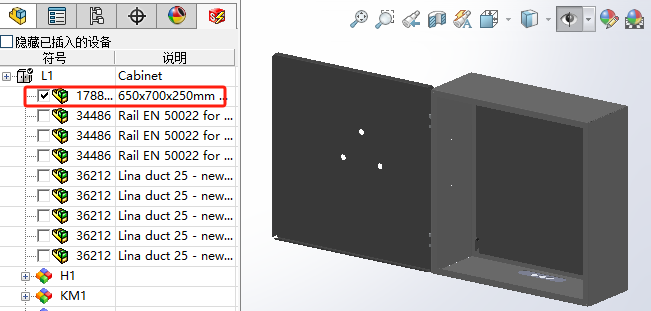 隐藏已插入的设备
符号 说明
L1 Cabinet
1788... 650x700x250mm ...
34486 Rail EN 50022 for ...
34486 Rail EN 50022 for ...
34486 Rail EN 50022 for ...
36212 Lina duct 25 - new...
36212 Lina duct 25 - new...
36212 Lina duct 25 - new...
36212 Lina duct 25 - new...
36212 Lina duct 25 - new...
H1
KM1